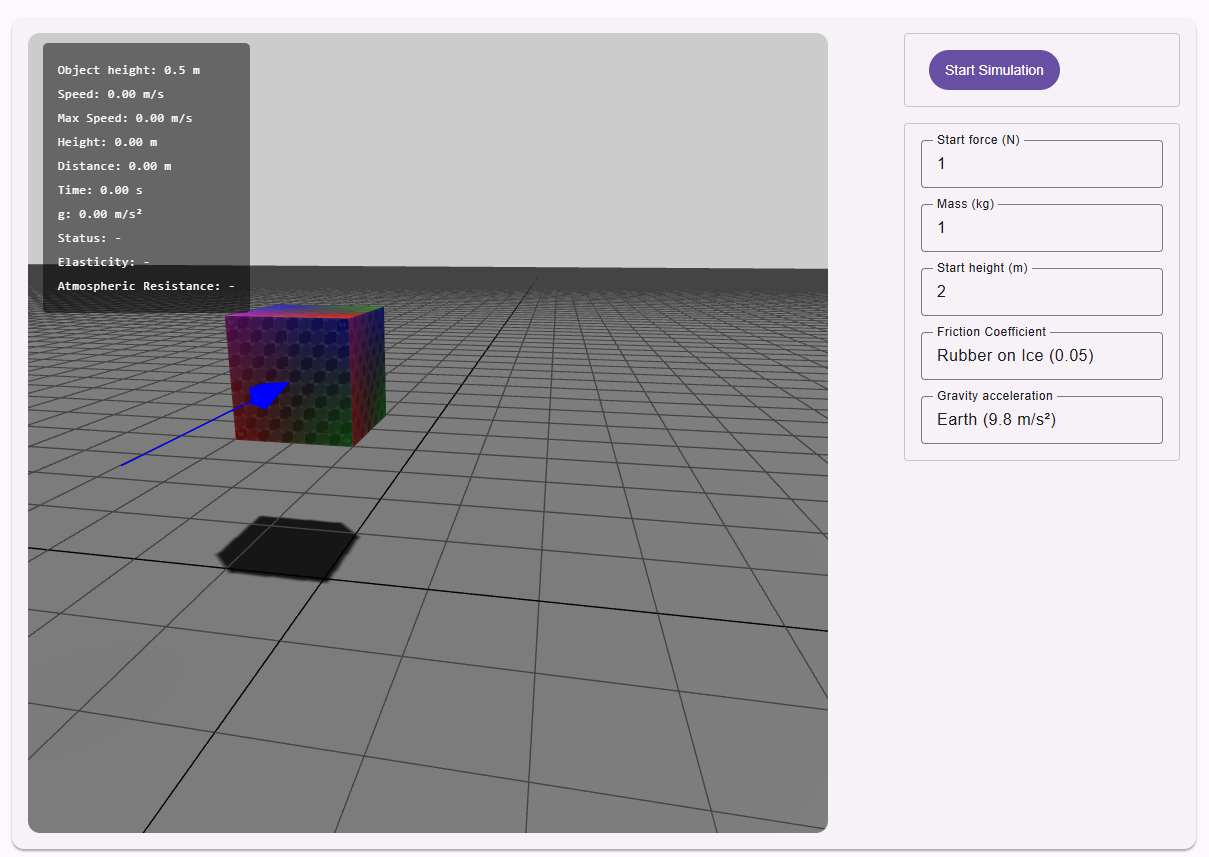 Object height: 0.5 m
Speed: 0.00 m/s
Max Speed: 0.00 m/s
Height: 0.00 m
Distance: 0.00 m
Time: 0.00 s
g: 0.00 m/s²
Status: -
Elasticity: -
Atmospheric Resistance: -
Start Simulation
Start force (N)
1
Mass (kg)
1
Start height (m)
2
Friction Coefficient
Rubber on Ice (0.05)
Gravity acceleration
Earth (9.8 m/s²)